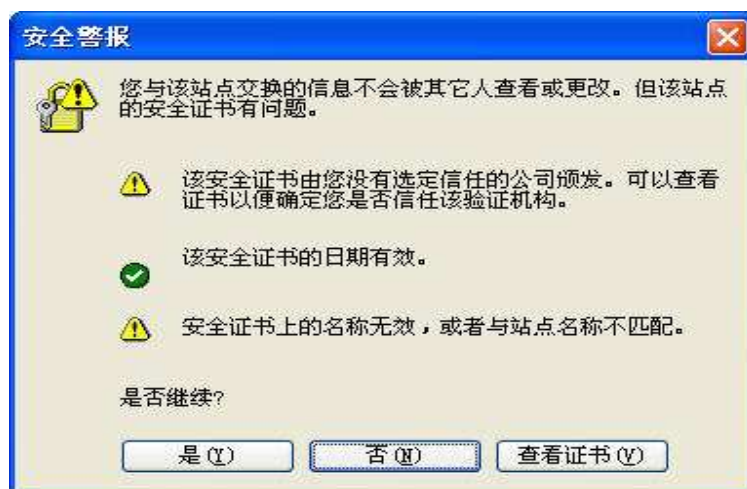 安全警报
您与该站点交换的信息不会被其它人查看或更改。但该站点
的安全证书有问题。
该安全证书由您没有选定信任的公司颁发。可以查看
证书以便确定您是否信任该验证机构。
该安全证书的日期有效。
安全证书上的名称无效，或者与站点名称不匹配。
是否继续?
是(Y)
否(N)
查看证书(V)